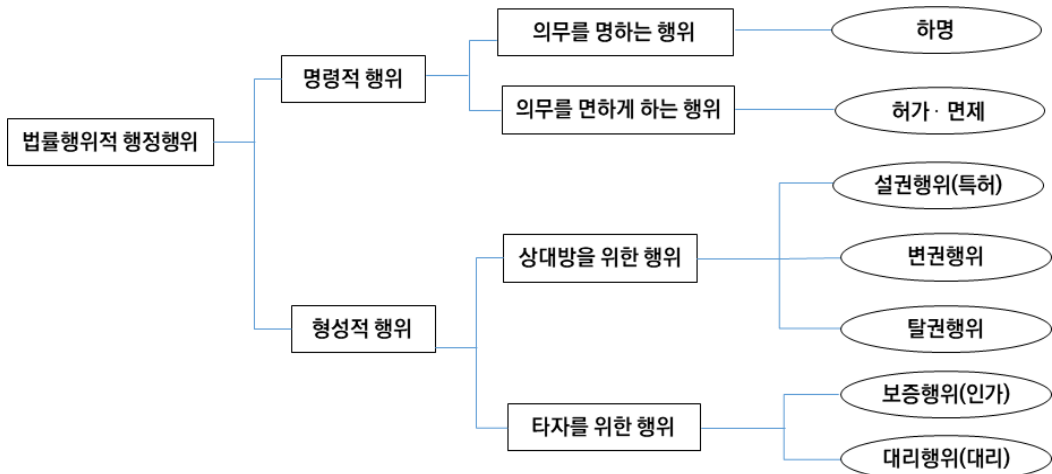 법률행위적 행정행위
명령적 행위
의무를 명하는 행위
하명
의무를 면하게 하는 행위
허가 · 면제
형성적 행위
상대방을 위한 행위
설권행위(특허)
변권행위
탈권행위
타자를 위한 행위
보증행위(인가)
대리행위(대리)